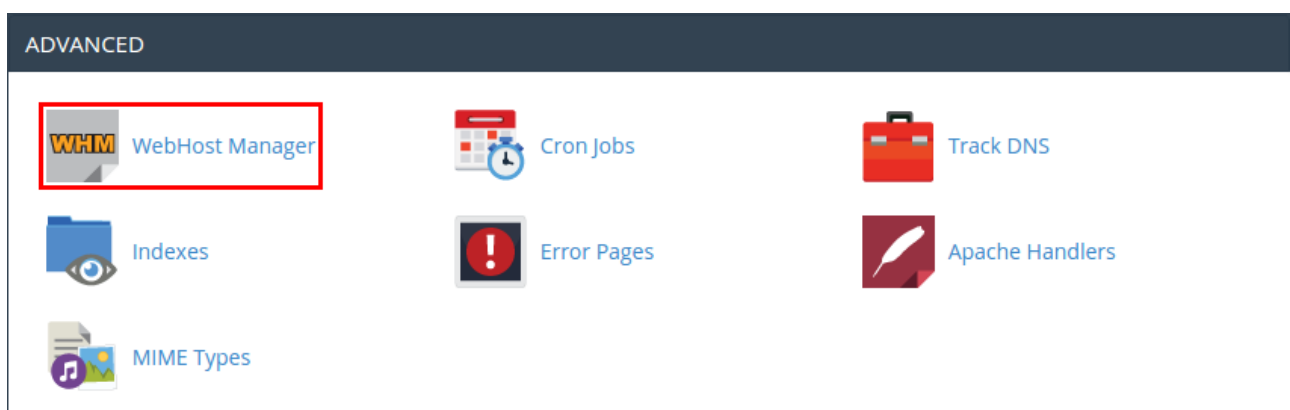 ADVANCED
WHM WebHost Manager
Cron Jobs
Track DNS
Indexes
Error Pages
Apache Handlers
MIME Types